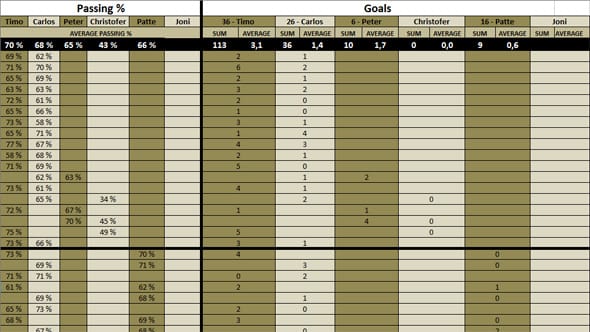 Passing % Goals
Timo Carlos Peter Christofer Patte Joni 36 - Timo 26 - Carlos 6 - Peter Christofer 16 - Patte Joni
AVERAGE PASSING % SUM AVERAGE SUM AVERAGE SUM AVERAGE SUM AVERAGE SUM AVERAGE SUM AVERAGE
70 % 68 % 65 % 43 % 66 % 113 3,1 36 1,4 10 1,7 0 0,0 9 0,6
69 % 62 % 2 1
71 % 70 % 6 2
65 % 69 % 2 1
63 % 63 % 3 2
72 % 61 % 2 0
65 % 69 % 1 0
73 % 58 % 3 1
65 % 71 % 1 4
77 % 67 % 4 3
58 % 68 % 2 1
71 % 69 % 5 0
62 % 63 % 1 2
73 % 61 % 4 1
65 % 34 % 2 0
72 % 67 % 1 1
70 % 45 % 4 0
75 % 49 % 5 0
73 % 66 % 3 1
73 % 70 % 4 0
69 % 71 % 3 0
71 % 71 % 0 2
61 % 62 % 2 1
69 % 68 % 1 0
65 % 73 % 2 0
68 % 69 % 3 0
67 % 68 % 0 2